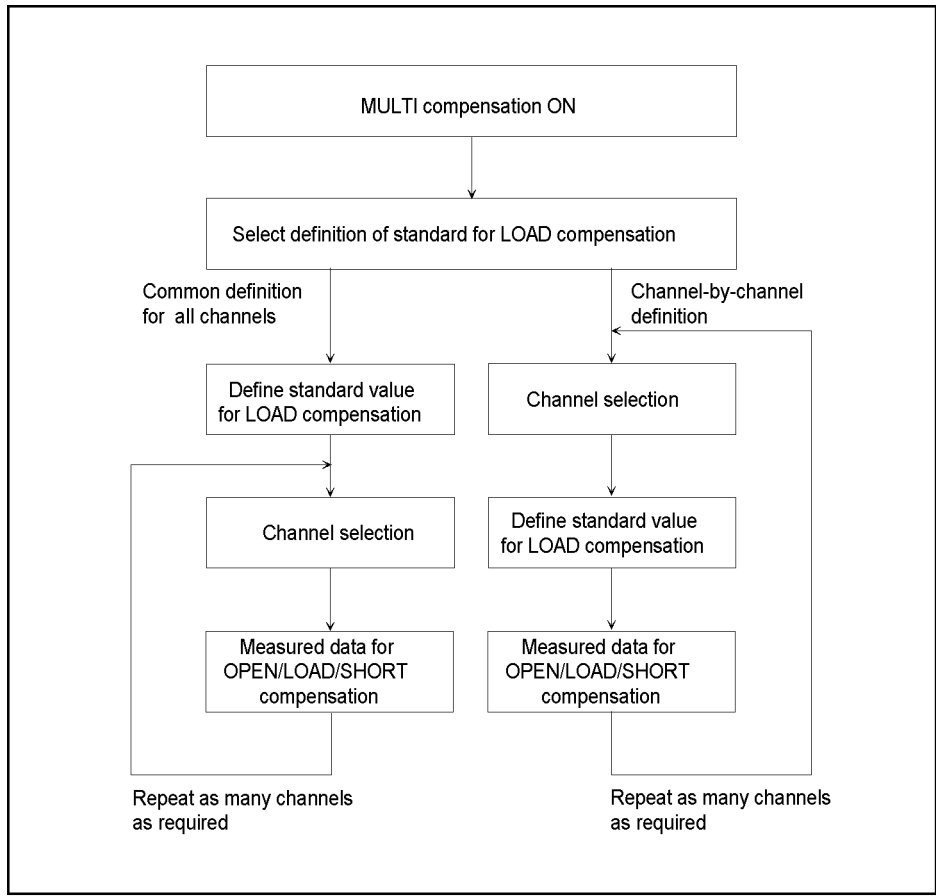 MULTI compensation ON
Select definition of standard for LOAD compensation
Common definition
for all channels
Channel-by-channel
definition
Define standard value
for LOAD compensation
Channel selection
Channel selection
Define standard value
for LOAD compensation
Measured data for
OPEN/LOAD/SHORT
compensation
Measured data for
OPEN/LOAD/SHORT
compensation
Repeat as many channels
as required
Repeat as many channels
as required